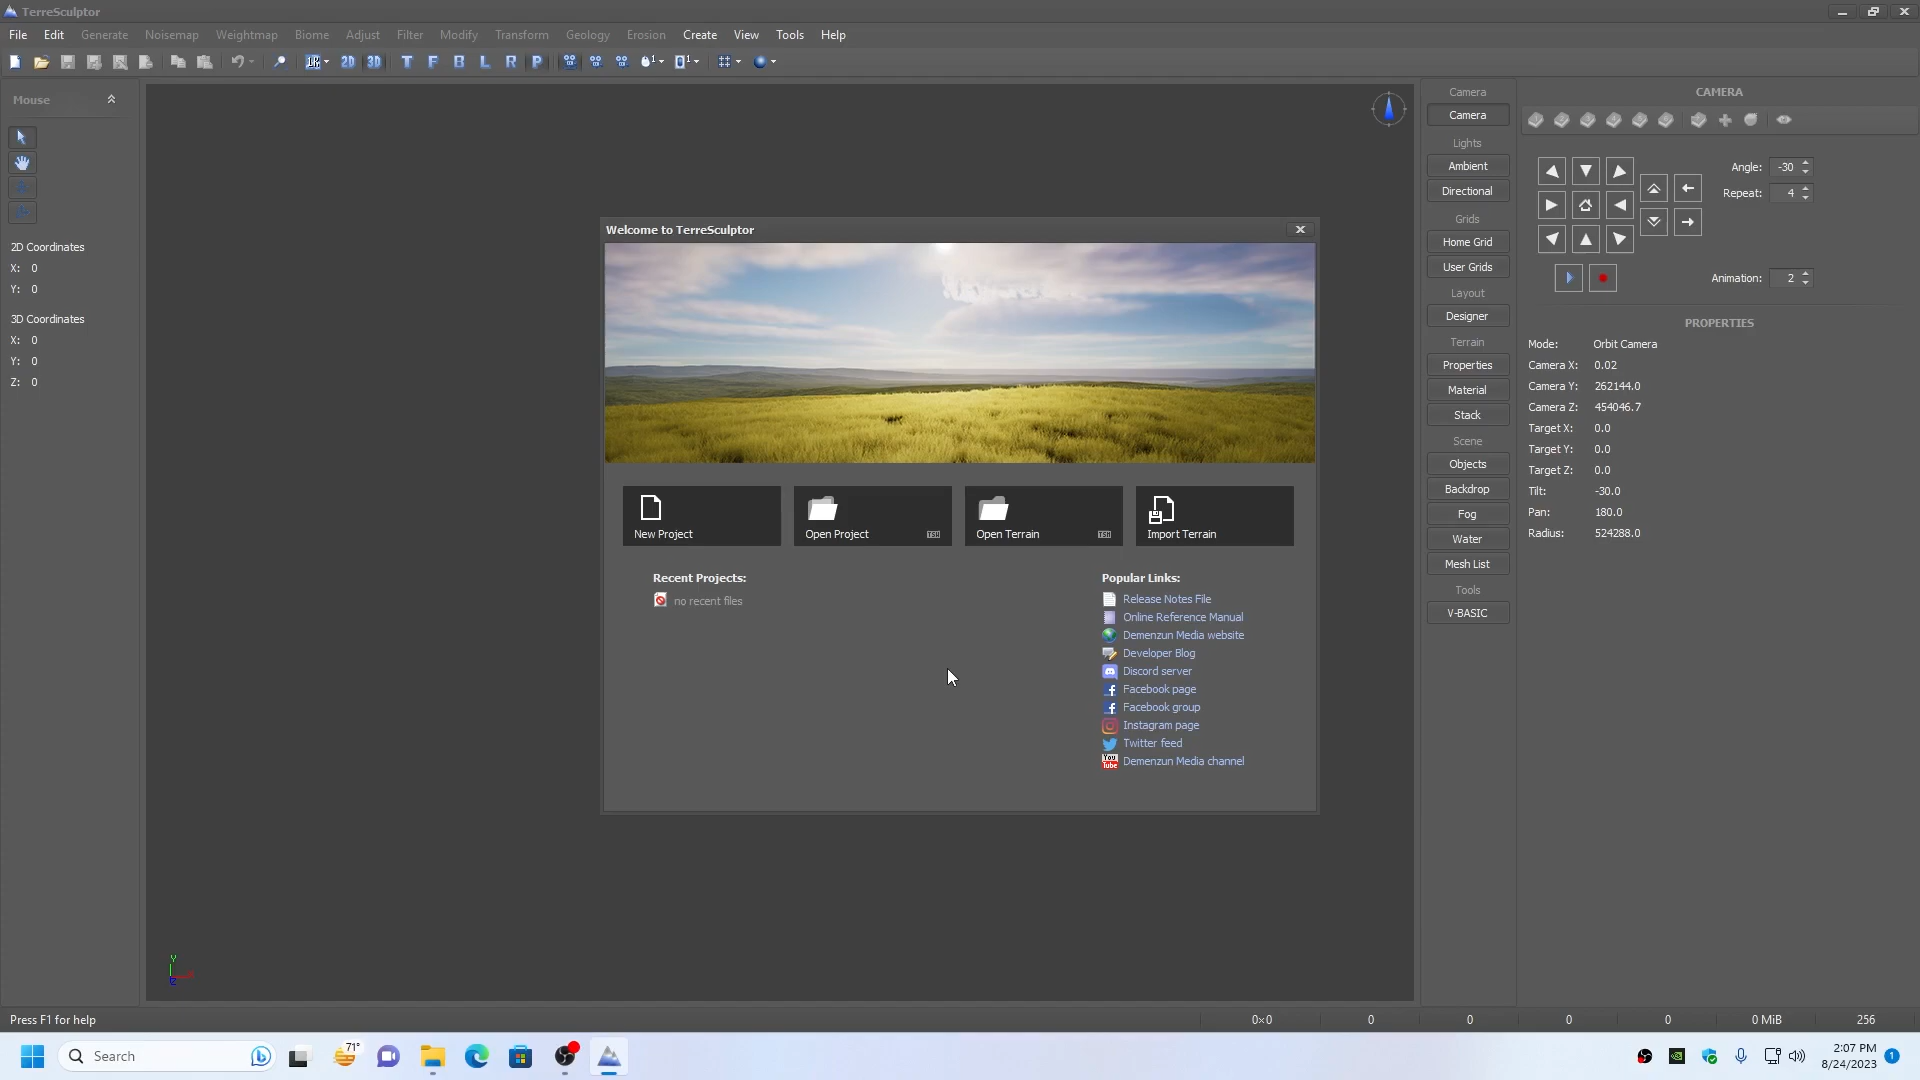 TerreSculptor
File Edit Generate Noisemap Weightmap Biome Adjust Filter Modify Transform Geology Erosion Create View Tools Help
2D 3D T F B L R P
Mouse
2D Coordinates
X: 0
Y: 0
3D Coordinates
X: 0
Y: 0
Z: 0
Welcome to TerreSculptor
New Project
Open Project
Open Terrain
Import Terrain
Recent Projects:
no recent files
Popular Links:
Release Notes File
Online Reference Manual
Demenzun Media website
Developer Blog
Discord server
Facebook page
Facebook group
Instagram page
Twitter feed
Demenzun Media channel
Camera
Camera
Lights
Ambient
Directional
Grids
Home Grid
User Grids
Layout
Designer
Terrain
Properties
Material
Stack
Scene
Objects
Backdrop
Fog
Water
Mesh List
Tools
V-BASIC
CAMERA
Angle: -30
Repeat: 4
Animation: 2
PROPERTIES
Mode: Orbit Camera
Camera X: 0.02
Camera Y: 262144.0
Camera Z: 454046.7
Target X: 0.0
Target Y: 0.0
Target Z: 0.0
Tilt: -30.0
Pan: 180.0
Radius: 524288.0
Y
Press F1 for help
0×0 0 0 0 0 0 MiB 256
Search
71°
2:07 PM
8/24/2023
1